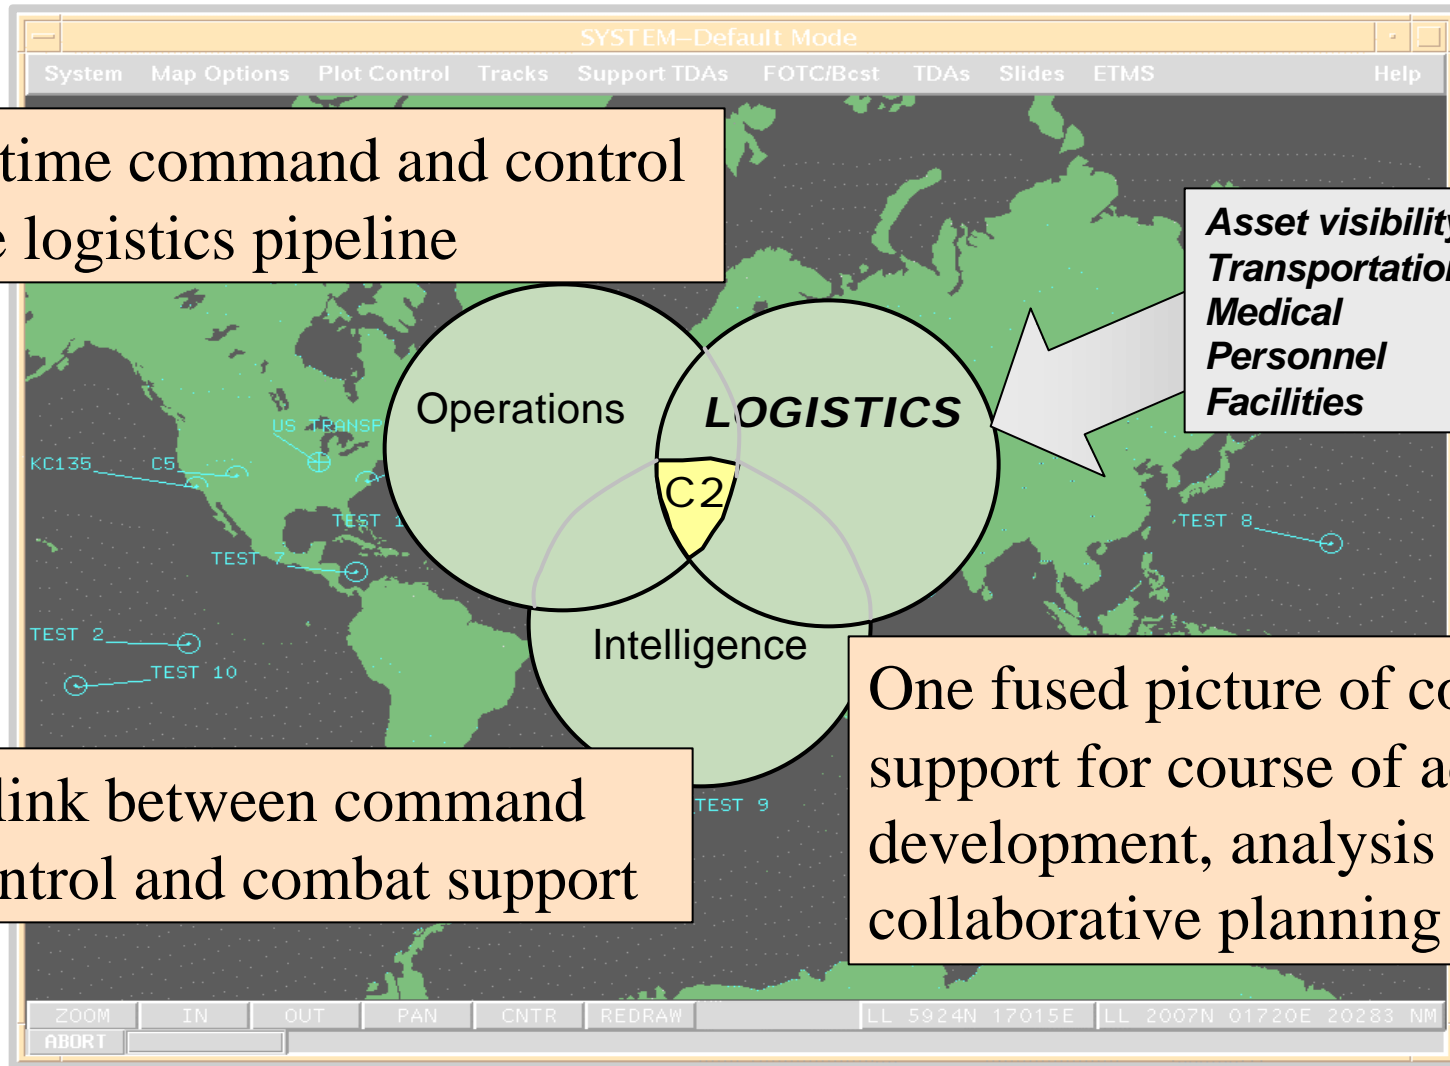 SYSTEM—Default Mode
System Map Options Plot Control Tracks Support TDAs FOTC/Bcst TDAs Slides ETMS Help
time command and control
e logistics pipeline
Asset visibility
Transportation
Medical
Personnel
Facilities
Operations
LOGISTICS
US TRANSP
KC135
C5
C2
TEST 1
TEST 7
TEST 8
TEST 2
TEST 10
Intelligence
One fused picture of co
support for course of a
development, analysis
collaborative planning
link between command
ntrol and combat support
TEST 9
ZOOM IN OUT PAN CNTR REDRAW LL 5924N 17015E LL 2007N 01720E 20283 NM
ABORT